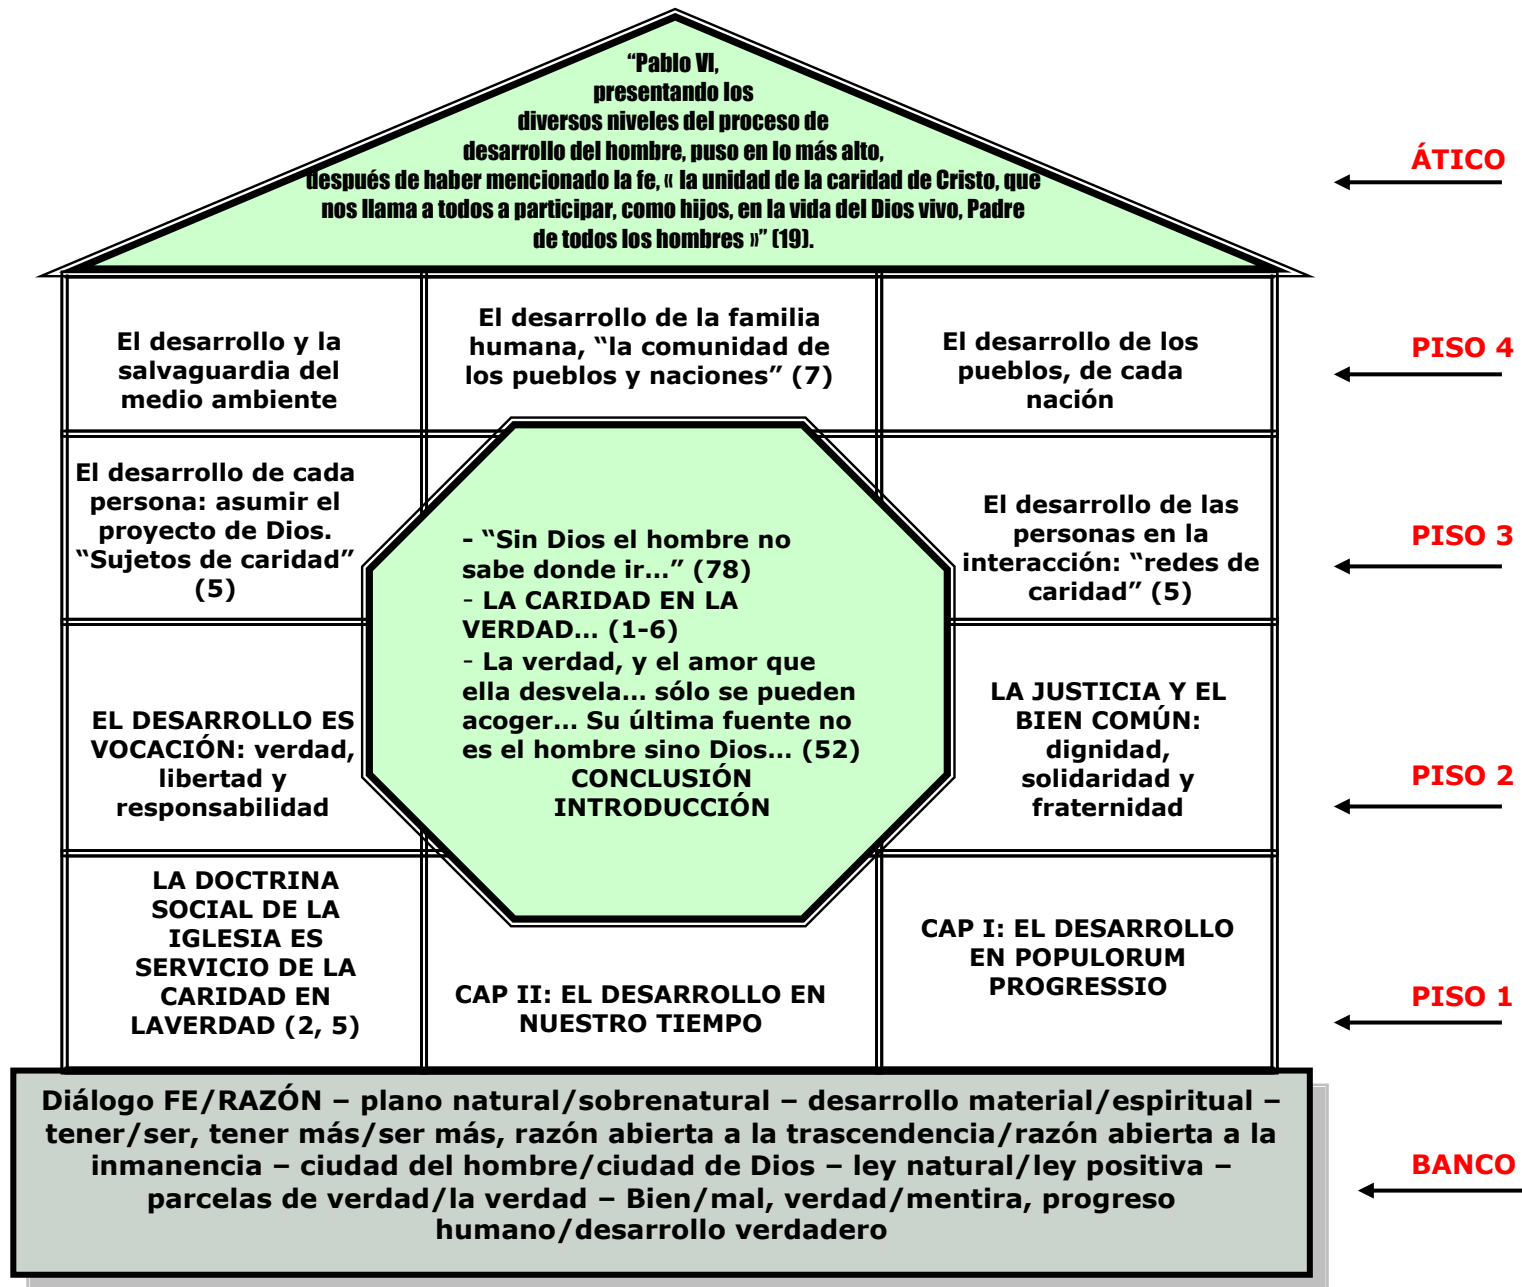 “Pablo VI,
presentando los
diversos niveles del proceso de
desarrollo del hombre, puso en lo más alto,
después de haber mencionado la fe, « la unidad de la caridad de Cristo, que
nos llama a todos a participar, como hijos, en la vida del Dios vivo, Padre
de todos los hombres »” (19).
ÁTICO
El desarrollo y la
salvaguardia del
medio ambiente
El desarrollo de la familia
humana, “la comunidad de
los pueblos y naciones” (7)
El desarrollo de los
pueblos, de cada
nación
PISO 4
El desarrollo de cada
persona: asumir el
proyecto de Dios.
“Sujetos de caridad”
(5)
- “Sin Dios el hombre no
sabe donde ir…” (78)
- LA CARIDAD EN LA
VERDAD… (1-6)
- La verdad, y el amor que
ella desvela… sólo se pueden
acoger… Su última fuente no
es el hombre sino Dios… (52)
CONCLUSIÓN
INTRODUCCIÓN
El desarrollo de las
personas en la
interacción: “redes de
caridad” (5)
PISO 3
EL DESARROLLO ES
VOCACIÓN: verdad,
libertad y
responsabilidad
LA JUSTICIA Y EL
BIEN COMÚN:
dignidad,
solidaridad y
fraternidad
PISO 2
LA DOCTRINA
SOCIAL DE LA
IGLESIA ES
SERVICIO DE LA
CARIDAD EN
LAVERDAD (2, 5)
CAP II: EL DESARROLLO EN
NUESTRO TIEMPO
CAP I: EL DESARROLLO
EN POPULORUM
PROGRESSIO
PISO 1
Diálogo FE/RAZÓN – plano natural/sobrenatural – desarrollo material/espiritual –
tener/ser, tener más/ser más, razón abierta a la trascendencia/razón abierta a la
inmanencia – ciudad del hombre/ciudad de Dios – ley natural/ley positiva –
parcelas de verdad/la verdad – Bien/mal, verdad/mentira, progreso
humano/desarrollo verdadero
BANCO